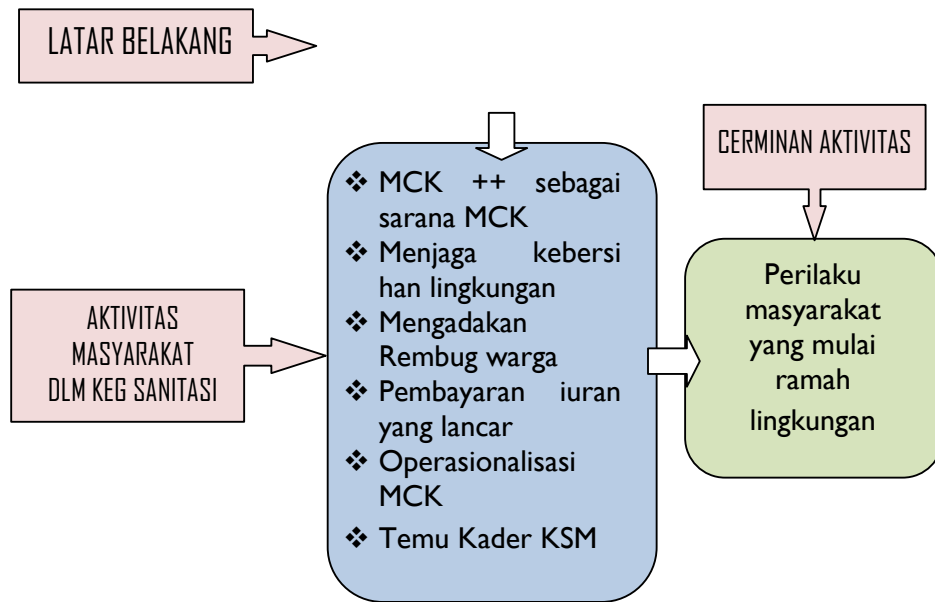 LATAR BELAKANG
CERMINAN AKTIVITAS
❖ MCK ++ sebagai
sarana MCK
❖ Menjaga kebersi
han lingkungan
❖ Mengadakan
Rembug warga
❖ Pembayaran iuran
yang lancar
❖ Operasionalisasi
MCK
❖ Temu Kader KSM
AKTIVITAS
MASYARAKAT
DLM KEG SANITASI
Perilaku
masyarakat
yang mulai
ramah
lingkungan